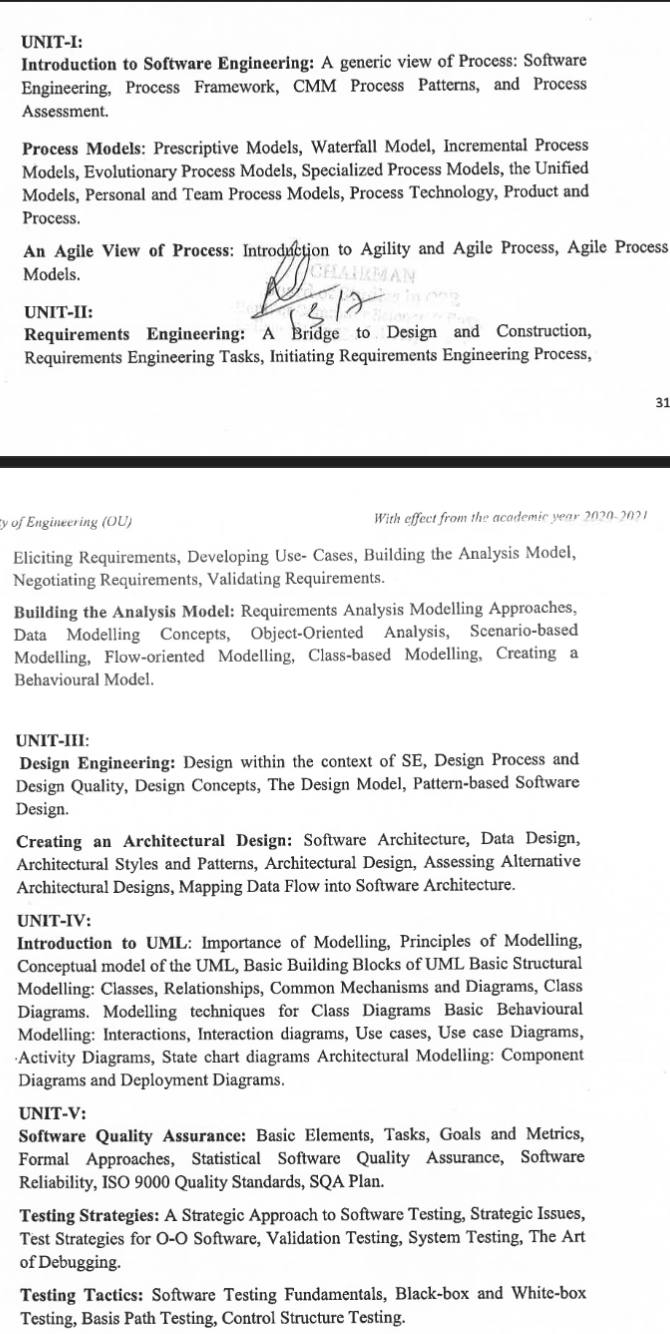 UNIT-I:
Introduction to Software Engineering: A generic view of Process: Software
Engineering, Process Framework, CMM Process Patterns, and Process
Assessment.
Process Models: Prescriptive Models, Waterfall Model, Incremental Process
Models, Evolutionary Process Models, Specialized Process Models, the Unified
Models, Personal and Team Process Models, Process Technology, Product and
Process.
An Agile View of Process: Introduction to Agility and Agile Process, Agile Process
Models.
CHAIRMAN
UNIT-II:
Requirements Engineering: A Bridge to Design and Construction,
Requirements Engineering Tasks, Initiating Requirements Engineering Process,
31
y of Engineering (OU)
With effect from the academic year 2020-2021
Eliciting Requirements, Developing Use- Cases, Building the Analysis Model,
Negotiating Requirements, Validating Requirements.
Building the Analysis Model: Requirements Analysis Modelling Approaches,
Data Modelling Concepts, Object-Oriented Analysis, Scenario-based
Modelling, Flow-oriented Modelling, Class-based Modelling, Creating a
Behavioural Model.
UNIT-III:
Design Engineering: Design within the context of SE, Design Process and
Design Quality, Design Concepts, The Design Model, Pattern-based Software
Design.
Creating an Architectural Design: Software Architecture, Data Design,
Architectural Styles and Patterns, Architectural Design, Assessing Alternative
Architectural Designs, Mapping Data Flow into Software Architecture.
UNIT-IV:
Introduction to UML: Importance of Modelling, Principles of Modelling,
Conceptual model of the UML, Basic Building Blocks of UML Basic Structural
Modelling: Classes, Relationships, Common Mechanisms and Diagrams, Class
Diagrams. Modelling techniques for Class Diagrams Basic Behavioural
Modelling: Interactions, Interaction diagrams, Use cases, Use case Diagrams,
Activity Diagrams, State chart diagrams Architectural Modelling: Component
Diagrams and Deployment Diagrams.
UNIT-V:
Software Quality Assurance: Basic Elements, Tasks, Goals and Metrics,
Formal Approaches, Statistical Software Quality Assurance, Software
Reliability, ISO 9000 Quality Standards, SQA Plan.
Testing Strategies: A Strategic Approach to Software Testing, Strategic Issues,
Test Strategies for O-O Software, Validation Testing, System Testing, The Art
of Debugging.
Testing Tactics: Software Testing Fundamentals, Black-box and White-box
Testing, Basis Path Testing, Control Structure Testing.